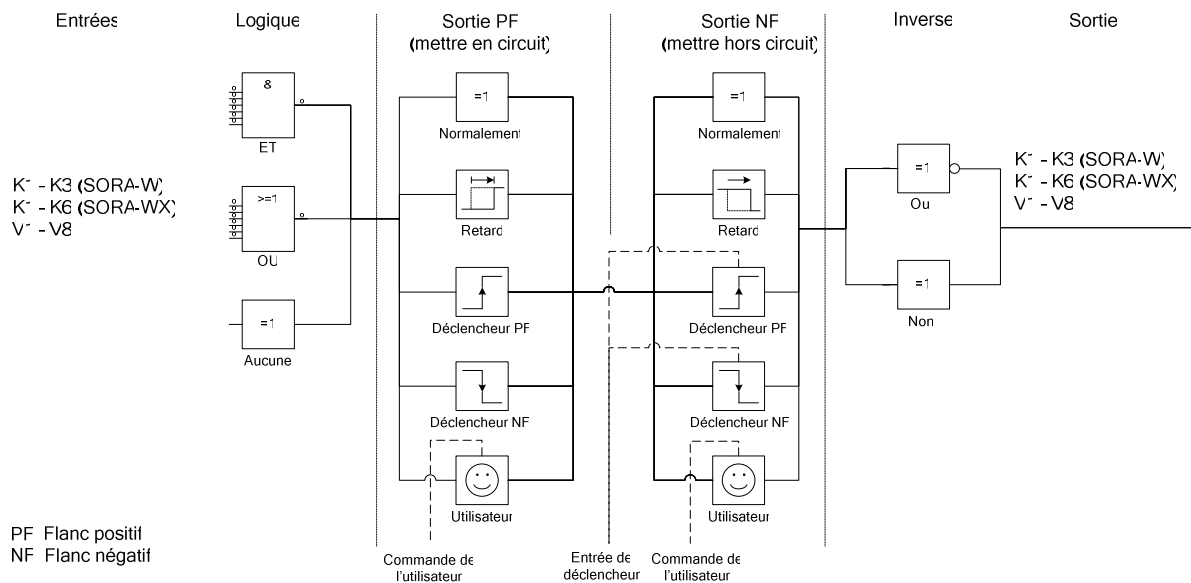 Entrées
Logique
Sortie PF
(mettre en circuit)
Sortie NF
(mettre hors circuit)
Inverse
Sortie
&
ET
>=1
OU
=1
Aucune
K1 - K3 (SORA-W)
K1 - K6 (SORA-WX)
V1 - V8
=1
Normalement
Retard
Déclencheur PF
Déclencheur NF
Utilisateur
Commande de
l'utilisateur
Entrée de
déclencheur
=1
Normalement
Retard
Déclencheur PF
Déclencheur NF
Utilisateur
Commande de
l'utilisateur
=1
Oui
=1
Non
K1 - K3 (SORA-W)
K1 - K6 (SORA-WX)
V1 - V8
PF Flanc positif
NF Flanc négatif